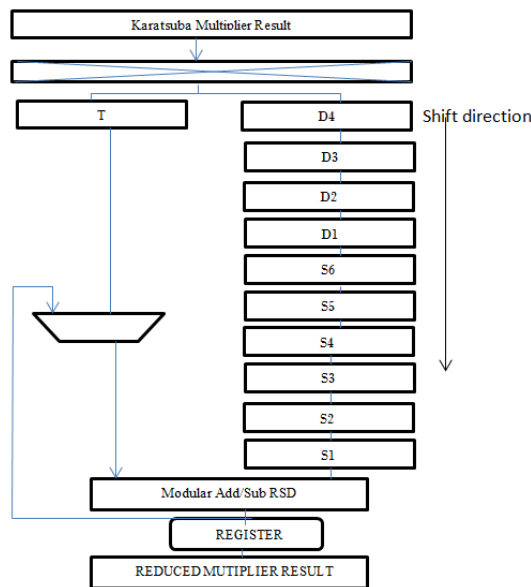 Karatsuba Multiplier Result
T
D4
Shift direction
D3
D2
D1
S6
S5
S4
S3
S2
S1
Modular Add/Sub RSD
REGISTER
REDUCED MUTIPLIER RESULT